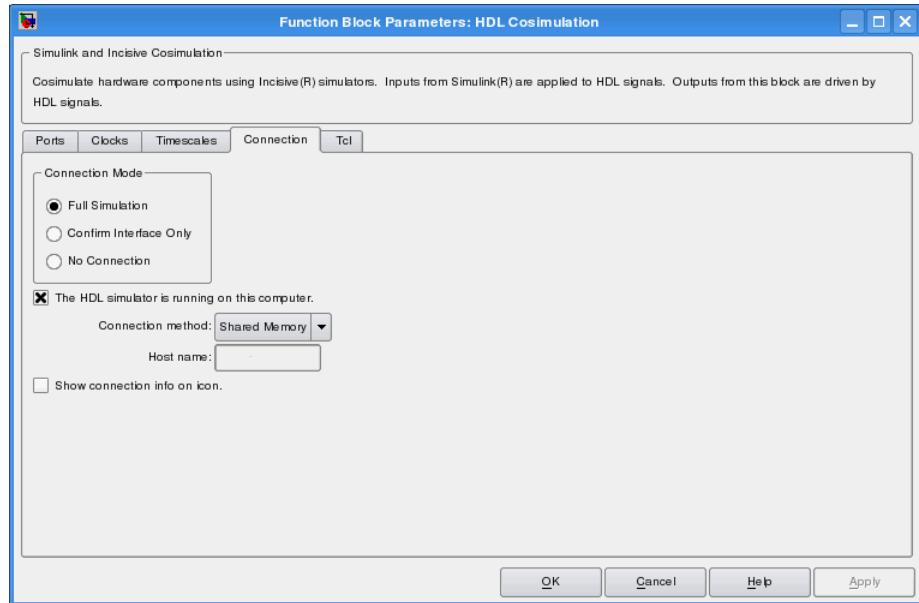 Function Block Parameters: HDL Cosimulation
Simulink and Incisive Cosimulation
Cosimulate hardware components using Incisive(R) simulators. Inputs from Simulink(R) are applied to HDL signals. Outputs from this block are driven by
HDL signals.
Ports Clocks Timescales Connection Tcl
Connection Mode
Full Simulation
Confirm Interface Only
No Connection
The HDL simulator is running on this computer.
Connection method: Shared Memory
Host name:
Show connection info on icon.
OK Cancel Help Apply